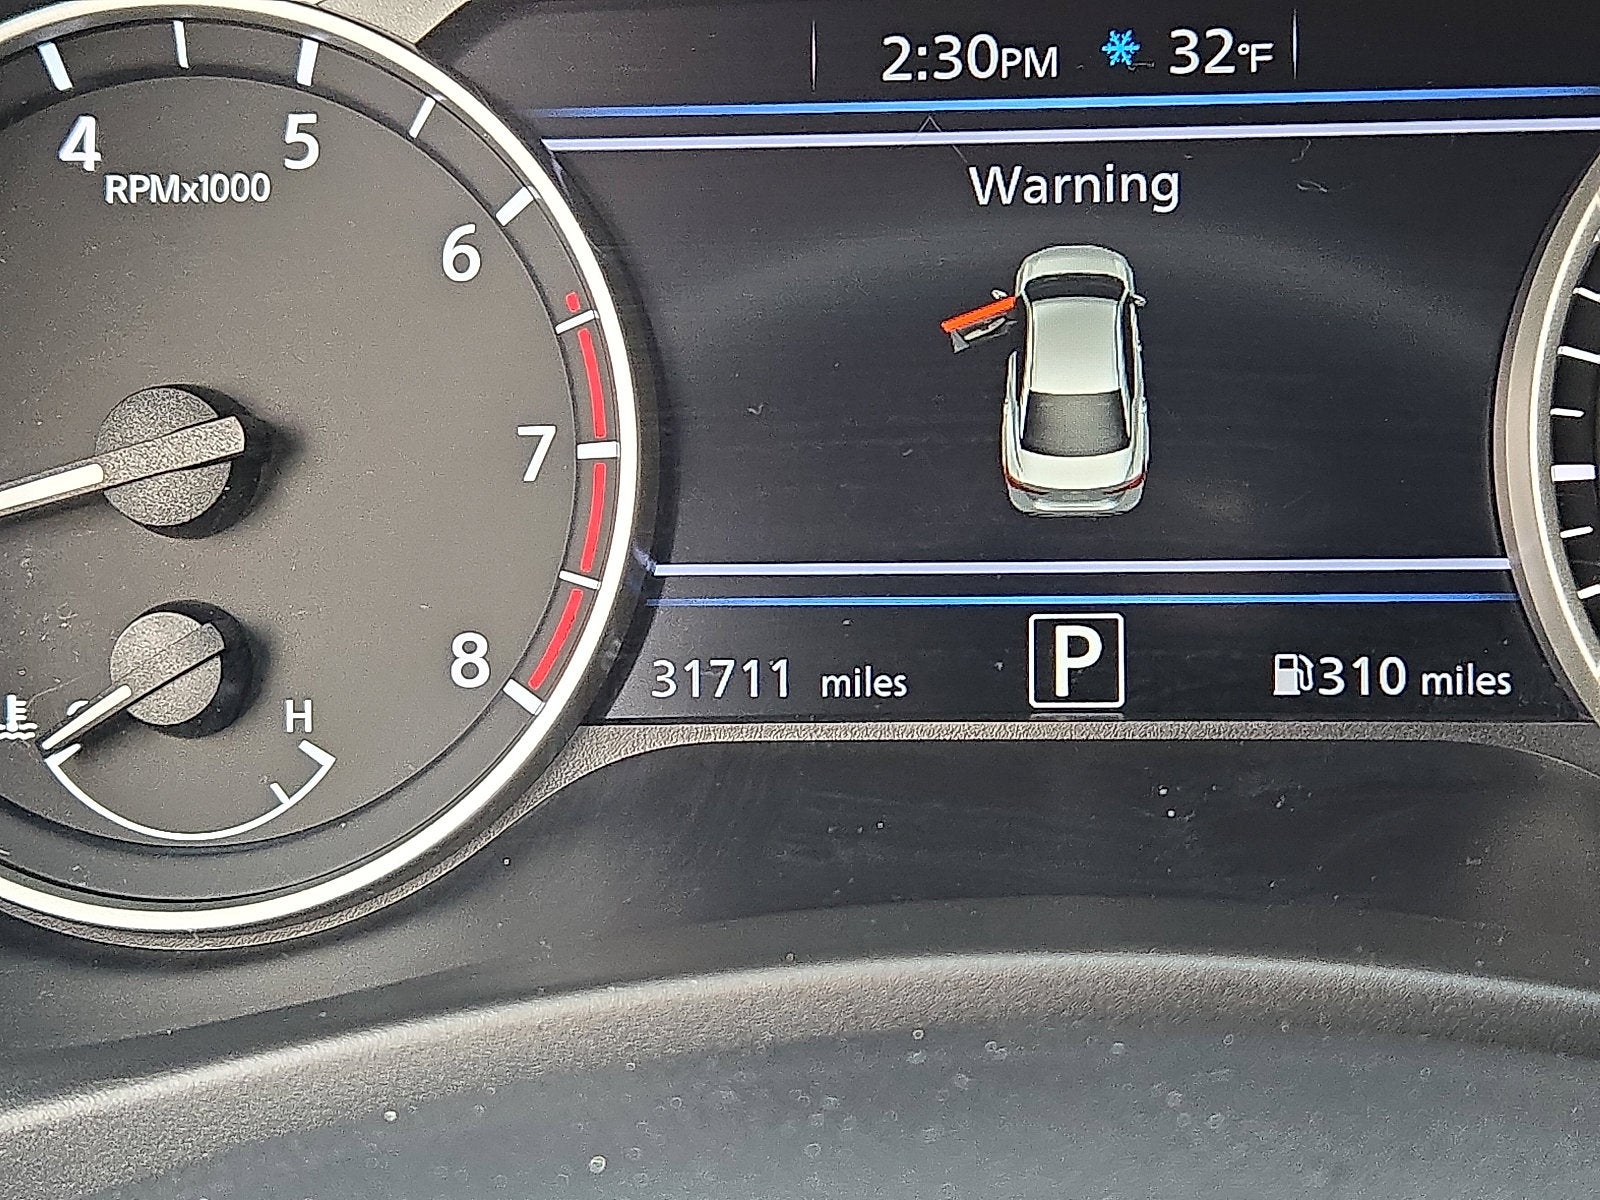 2:30PM 32°F
Warning
4 5
RPMx1000
6
7
8
H
31711 miles P 310 miles